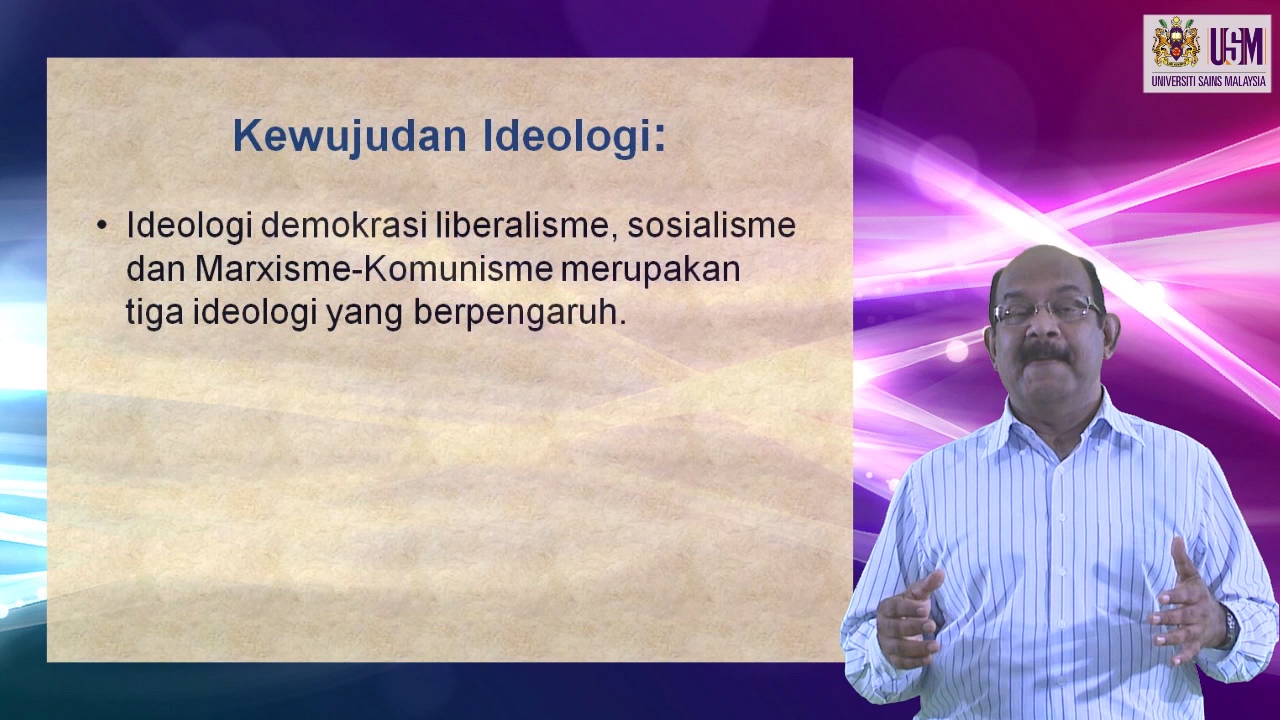 USM
UNIVERSITI SAINS MALAYSIA
Kewujudan Ideologi:
• Ideologi demokrasi liberalisme, sosialisme
dan Marxisme-Komunisme merupakan
tiga ideologi yang berpengaruh.